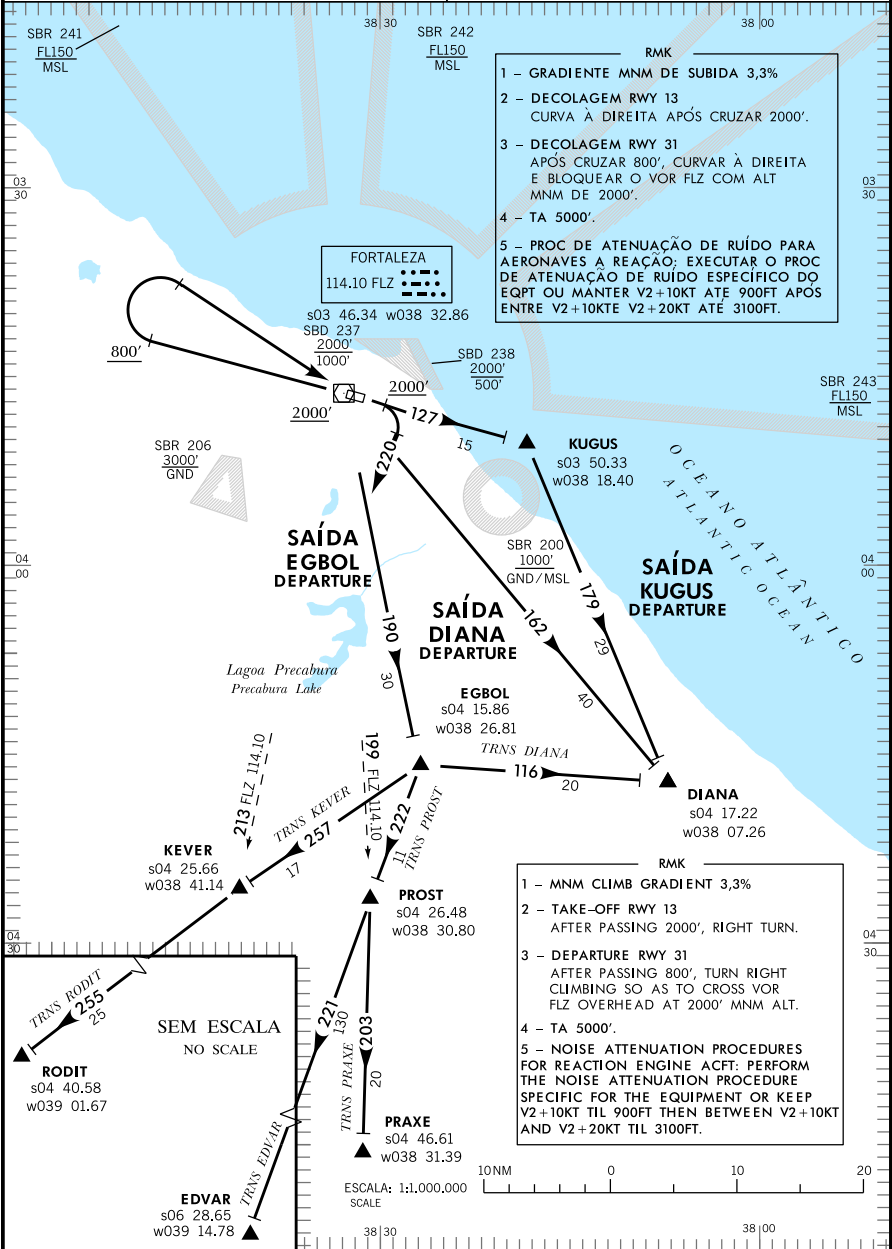 38 30
38 00
SBR 241
FL150
MSL
SBR 242
FL150
MSL
RMK
1 – GRADIENTE MNM DE SUBIDA 3,3%
2 – DECOLAGEM RWY 13
CURVA À DIREITA APÓS CRUZAR 2000'.
3 – DECOLAGEM RWY 31
APÓS CRUZAR 800', CURVAR À DIREITA
E BLOQUEAR O VOR FLZ COM ALT
MNM DE 2000'.
4 – TA 5000'.
5 – PROC DE ATENUAÇÃO DE RUÍDO PARA
AERONAVES A REAÇÃO: EXECUTAR O PROC
DE ATENUAÇÃO DE RUÍDO ESPECÍFICO DO
EQPT OU MANTER V2+10KT ATÉ 900FT APÓS
ENTRE V2+10KTE V2+20KT ATÉ 3100FT.
03
30
03
30
FORTALEZA
114.10 FLZ
s03 46.34 w038 32.86
SBD 237
2000'
1000'
SBD 238
2000'
500'
SBR 243
FL150
MSL
800'
2000'
2000'
127
15
KUGUS
s03 50.33
w038 18.40
220
SBR 206
3000'
GND
OCEANO ATLÂNTICO
ATLANTIC OCEAN
SAÍDA
EGBOL
DEPARTURE
SBR 200
1000'
GND/MSL
SAÍDA
KUGUS
DEPARTURE
04
00
04
00
179
29
SAÍDA
DIANA
DEPARTURE
162
40
190
30
Lagoa Precabura
Precabura Lake
EGBOL
s04 15.86
w038 26.81
TRNS DIANA
116
20
DIANA
s04 17.22
w038 07.26
213 FLZ 114.10
199 FLZ 114.10
TRNS KEVER
257
17
222
11
TRNS PROST
KEVER
s04 25.66
w038 41.14
PROST
s04 26.48
w038 30.80
RMK
1 – MNM CLIMB GRADIENT 3,3%
2 – TAKE–OFF RWY 13
AFTER PASSING 2000', RIGHT TURN.
3 – DEPARTURE RWY 31
AFTER PASSING 800', TURN RIGHT
CLIMBING SO AS TO CROSS VOR
FLZ OVERHEAD AT 2000' MNM ALT.
4 – TA 5000'.
5 – NOISE ATTENUATION PROCEDURES
FOR REACTION ENGINE ACFT: PERFORM
THE NOISE ATTENUATION PROCEDURE
SPECIFIC FOR THE EQUIPMENT OR KEEP
V2+10KT TIL 900FT THEN BETWEEN V2+10KT
AND V2+20KT TIL 3100FT.
04
30
04
30
TRNS RODIT
255
25
SEM ESCALA
NO SCALE
RODIT
s04 40.58
w039 01.67
221
130
203
20
TRNS PRAXE
PRAXE
s04 46.61
w038 31.39
TRNS EDVAR
EDVAR
s06 28.65
w039 14.78
ESCALA: 1:1.000.000
SCALE
10NM 0 10 20
38 30
38 00